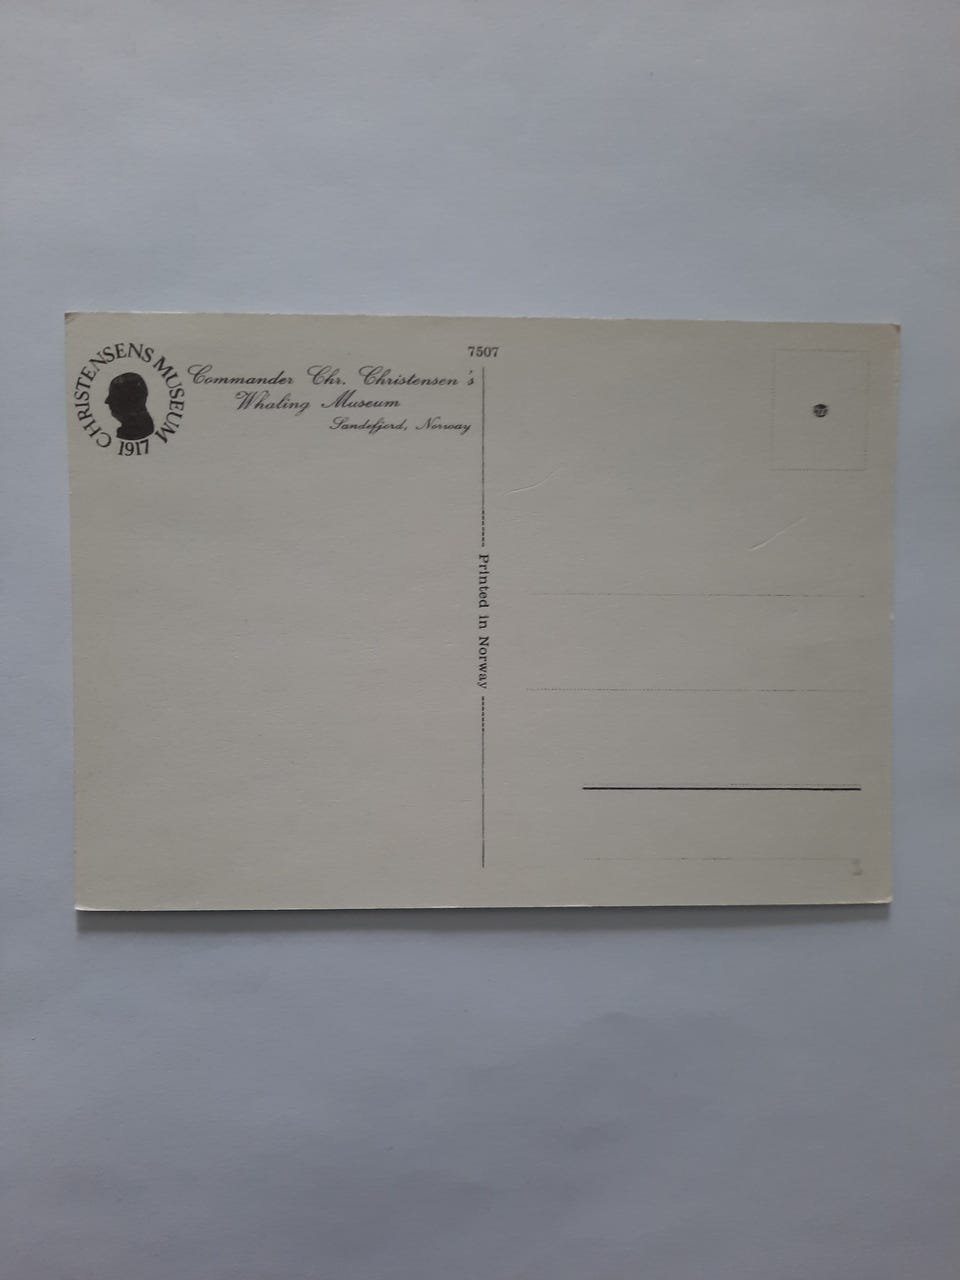 CHRISTENSENS MUSEUM
1917
Commander Chr. Christensen's
Whaling Museum
Sandefjord, Norway
7507
Printed in Norway